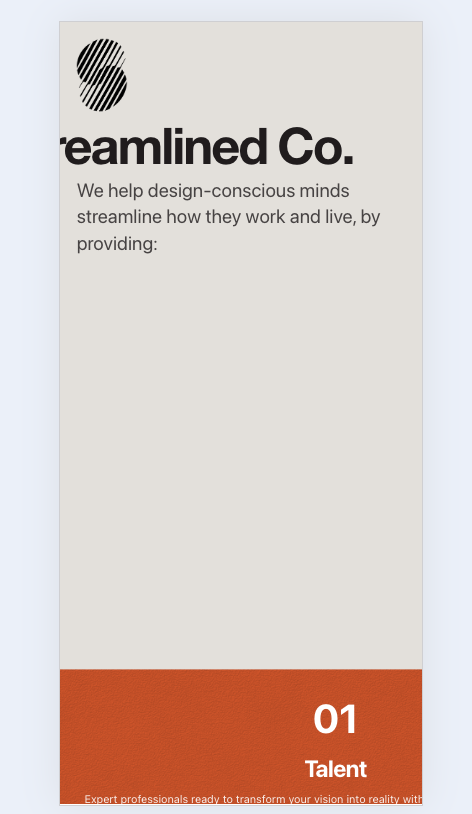 reamlined Co.
We help design-conscious minds
streamline how they work and live, by
providing:
01
Talent
Expert professionals ready to transform your vision into reality with